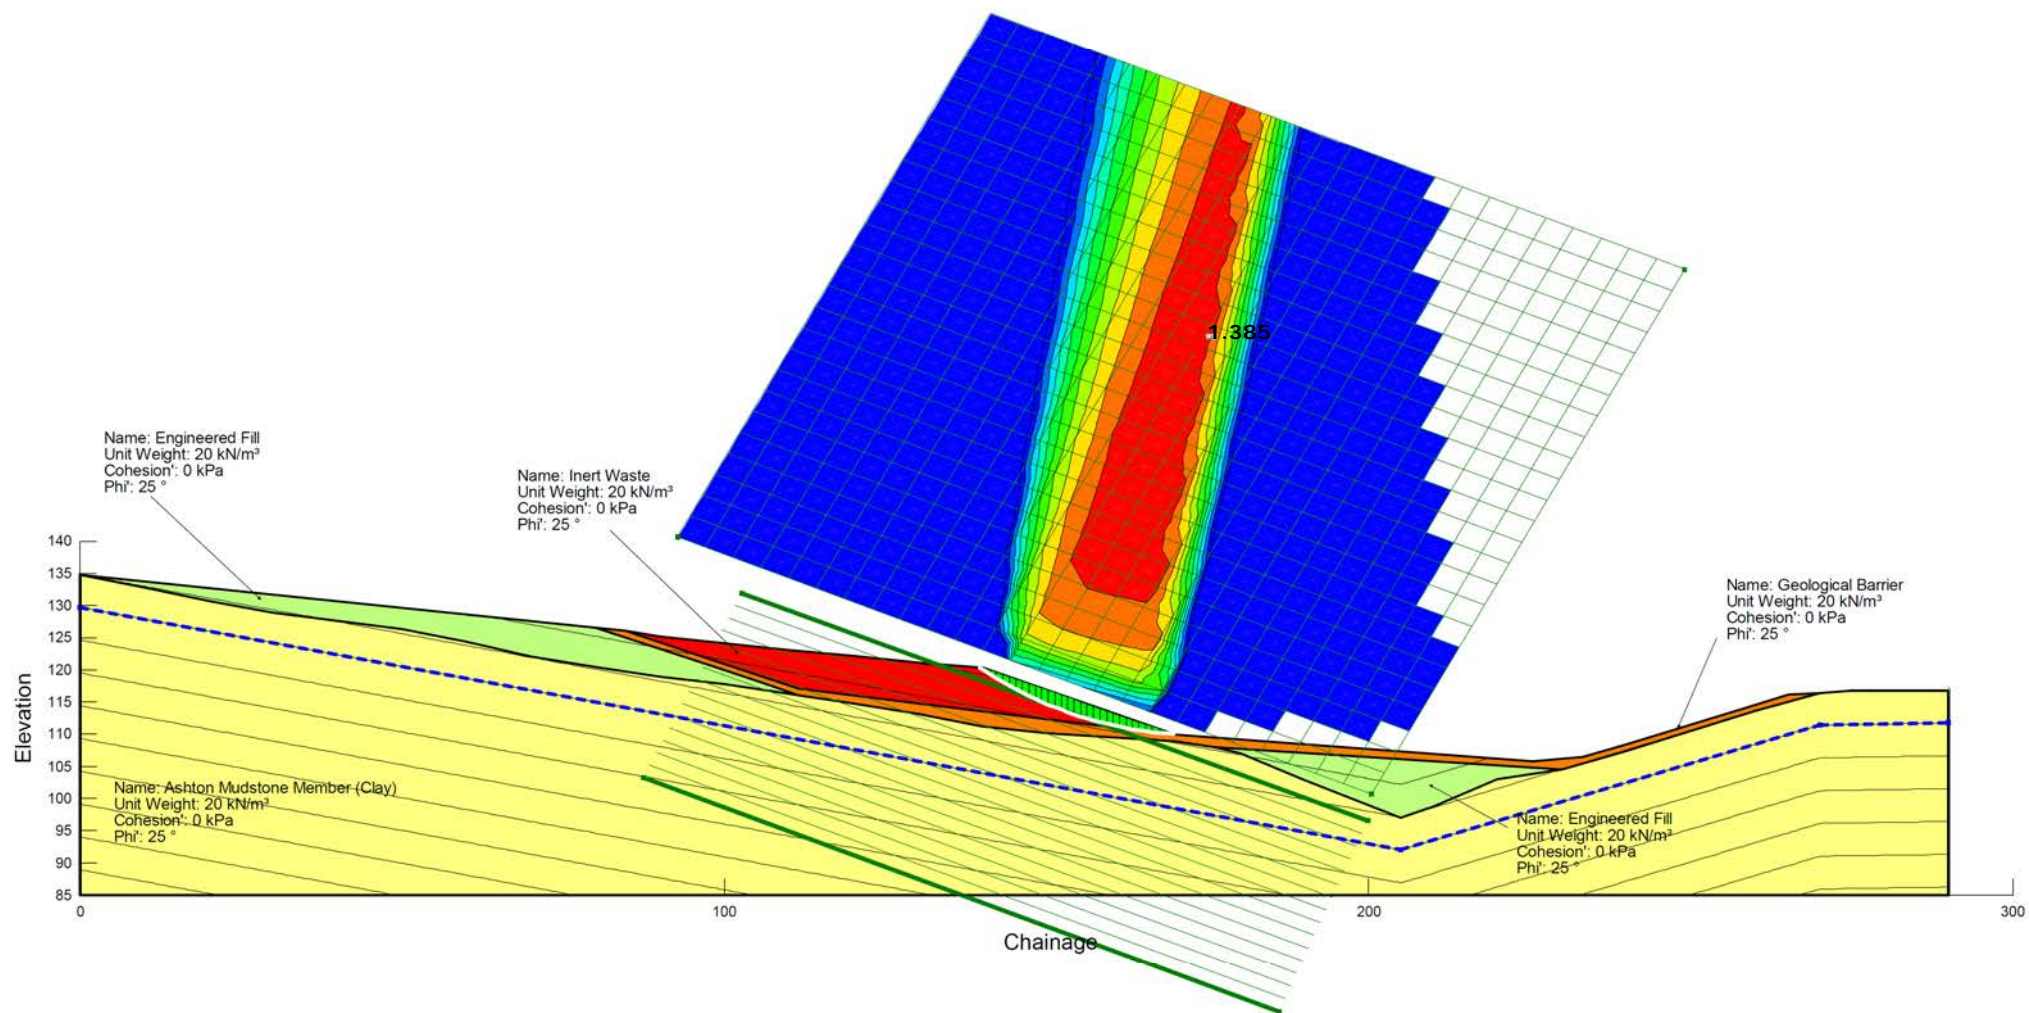 1.385
Name: Engineered Fill
Unit Weight: 20 kN/m³
Cohesion': 0 kPa
Phi': 25 °
Name: Inert Waste
Unit Weight: 20 kN/m³
Cohesion': 0 kPa
Phi': 25 °
Name: Geological Barrier
Unit Weight: 20 kN/m³
Cohesion': 0 kPa
Phi': 25 °
Name: Ashton Mudstone Member (Clay)
Unit Weight: 20 kN/m³
Cohesion': 0 kPa
Phi': 25 °
Name: Engineered Fill
Unit Weight: 20 kN/m³
Cohesion': 0 kPa
Phi': 25 °
Elevation
140
135
130
125
120
115
110
105
100
95
90
85
0
100
200
300
Chainage